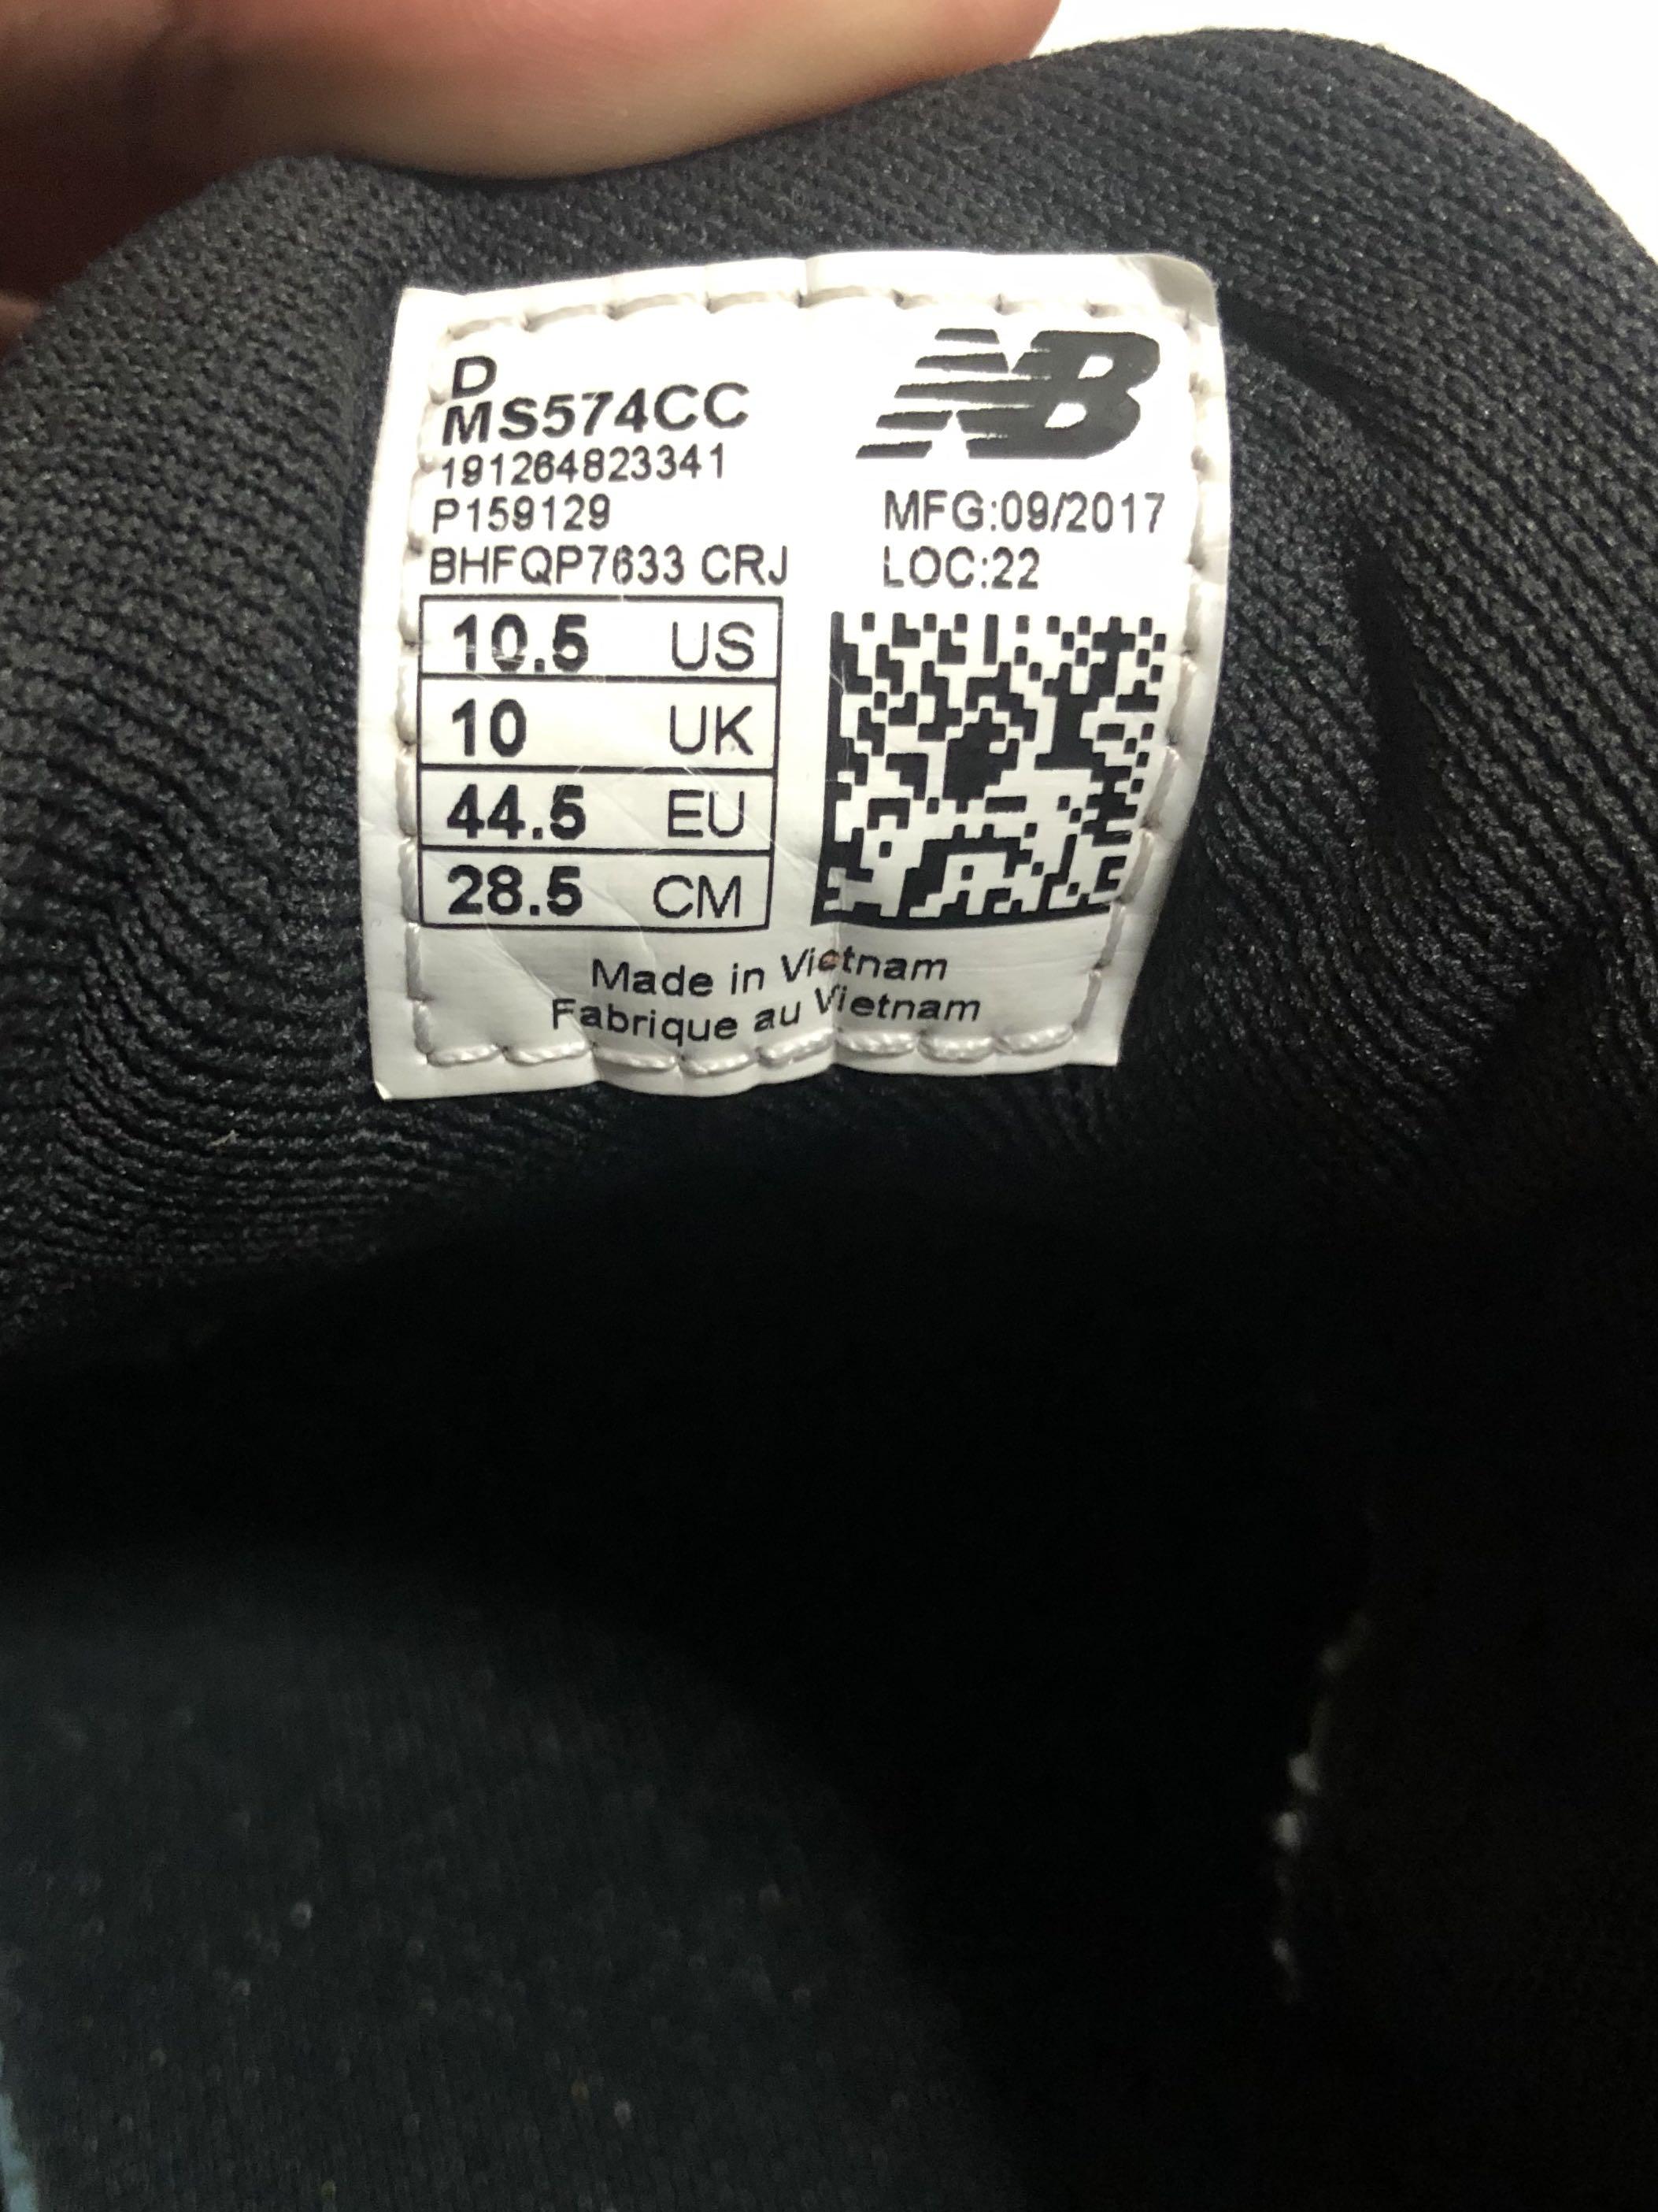 D
MS574CC
191264823341
P159129
BHFQP7633 CRJ
NB
MFG:09/2017
LOC:22
10.5 US
10 UK
44.5 EU
28.5 CM
Made in Vietnam
Fabrique au Vietnam